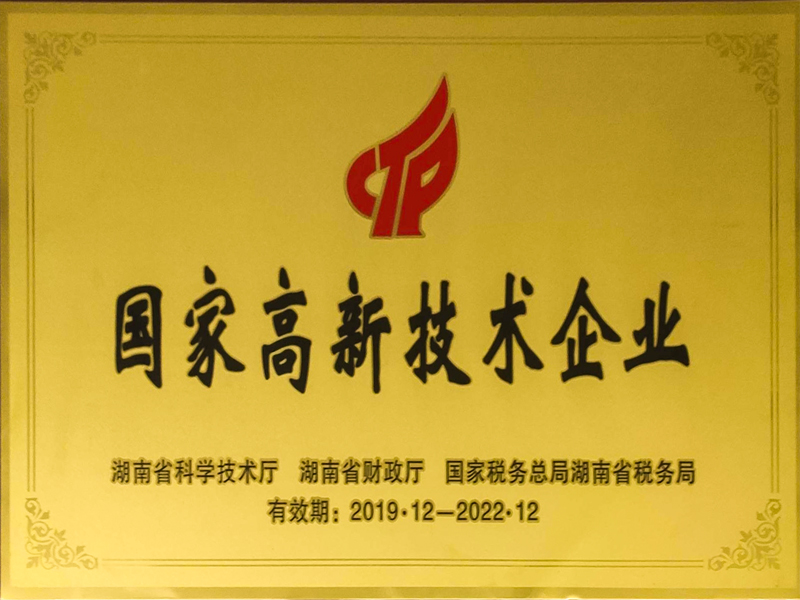 CTP
国家高新技术企业
湖南省科学技术厅 湖南省财政厅 国家税务总局湖南省税务局
有效期：2019·12—2022·12